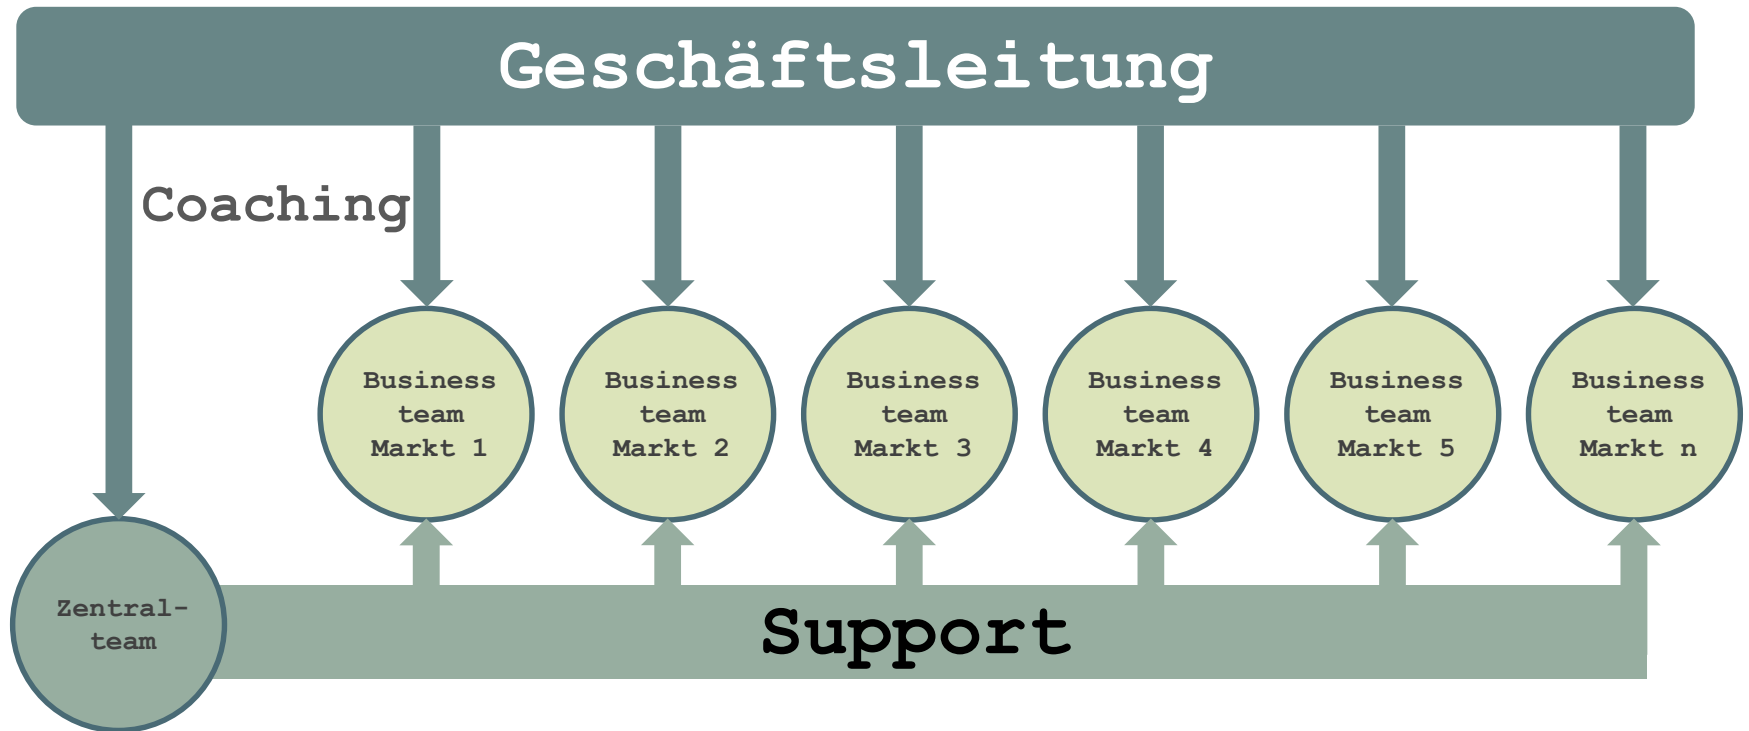 Geschäftsleitung
Coaching
Business
team
Markt 1
Business
team
Markt 2
Business
team
Markt 3
Business
team
Markt 4
Business
team
Markt 5
Business
team
Markt n
Zentral-
team
Support